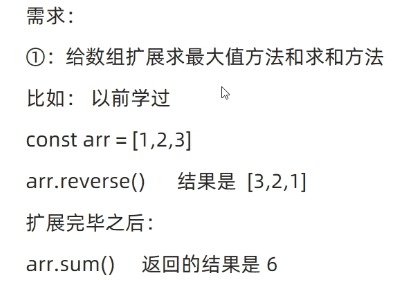 需求：
①：给数组扩展求最大值方法和求和方法
比如： 以前学过
const arr = [1,2,3]
arr.reverse() 结果是 [3,2,1]
扩展完毕之后：
arr.sum() 返回的结果是 6